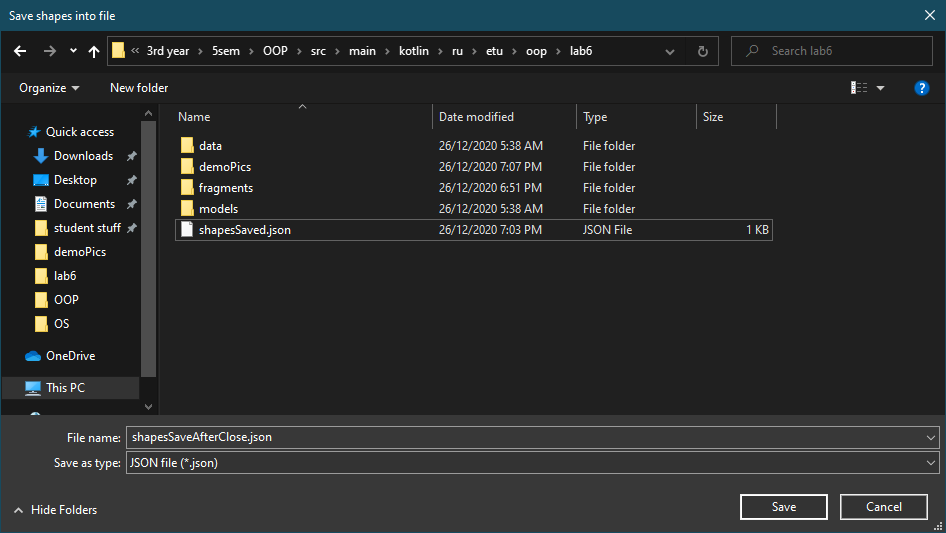 Save shapes into file
« 3rd year > 5sem > OOP > src > main > kotlin > ru > etu > oop > lab6
Search lab6
Organize New folder
Name Date modified Type Size
Quick access
Downloads
Desktop
Documents
student stuff
demoPics
lab6
OOP
OS
OneDrive
This PC
data 26/12/2020 5:38 AM File folder
demoPics 26/12/2020 7:07 PM File folder
fragments 26/12/2020 6:51 PM File folder
models 26/12/2020 5:38 AM File folder
shapesSaved.json 26/12/2020 7:03 PM JSON File 1 KB
File name: shapesSaveAfterClose.json
Save as type: JSON file (*.json)
Hide Folders Save Cancel